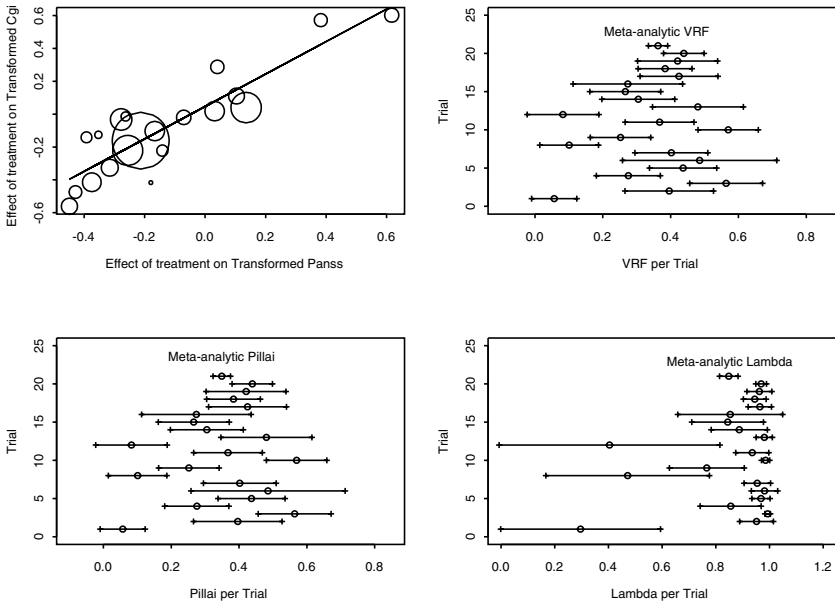 Effect of treatment on Transformed Cgi
0.6
0.2
-0.2
-0.6
-0.4 -0.2 0.0 0.2 0.4 0.6
Effect of treatment on Transformed Panss
Meta-analytic VRF
Trial
25
20
15
10
5
0
0.0 0.2 0.4 0.6 0.8
VRF per Trial
Meta-analytic Pillai
Trial
25
20
15
10
5
0
0.0 0.2 0.4 0.6 0.8
Pillai per Trial
Meta-analytic Lambda
Trial
25
20
15
10
5
0
0.0 0.2 0.4 0.6 0.8 1.0 1.2
Lambda per Trial